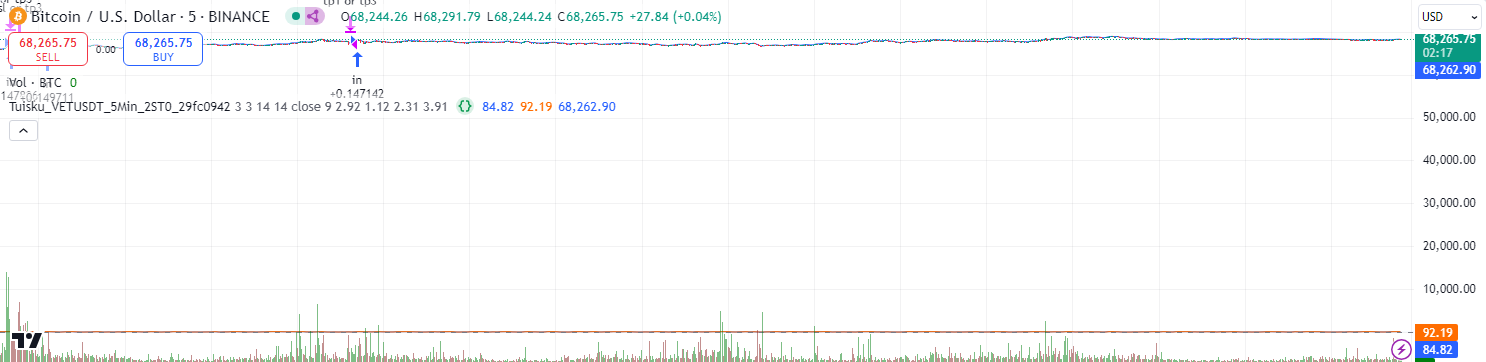 tp1 or tp3
Bitcoin / U.S. Dollar · 5 · BINANCE
O68,244.26 H68,291.79 L68,244.24 C68,265.75 +27.84 (+0.04%)
USD
68,265.75
SELL
0.00
68,265.75
BUY
68,265.75
02:17
68,262.90
in
+0.147142
Vol · BTC 0
Tuisku_VETUSDT_5Min_2ST0_29fc0942 3 3 14 14 close 9 2.92 1.12 2.31 3.91 {} 84.82 92.19 68,262.90
50,000.00
40,000.00
30,000.00
20,000.00
10,000.00
92.19
84.82